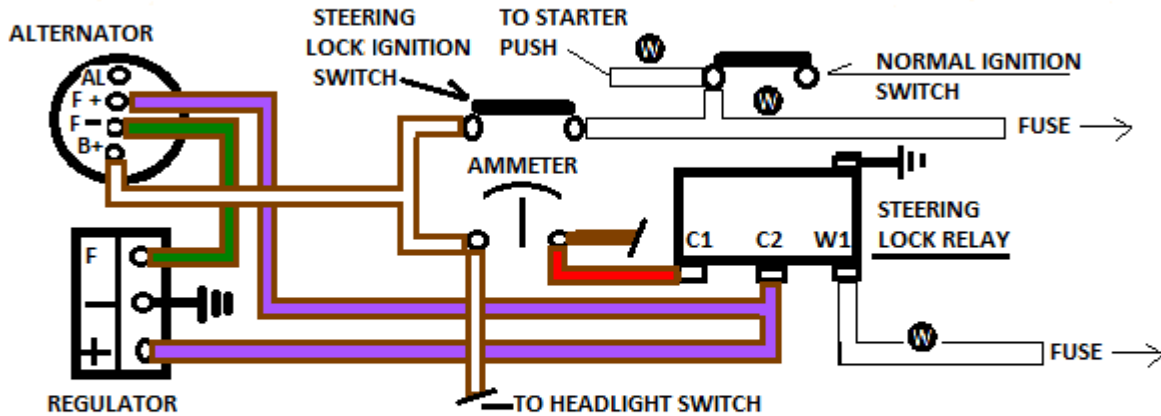 ALTERNATOR
AL
F +
F –
B+
STEERING
LOCK IGNITION
SWITCH
TO STARTER
PUSH
W
W
NORMAL IGNITION
SWITCH
FUSE
AMMETER
C1 C2 W1
STEERING
LOCK RELAY
F
–
+
REGULATOR
W
FUSE
TO HEADLIGHT SWITCH